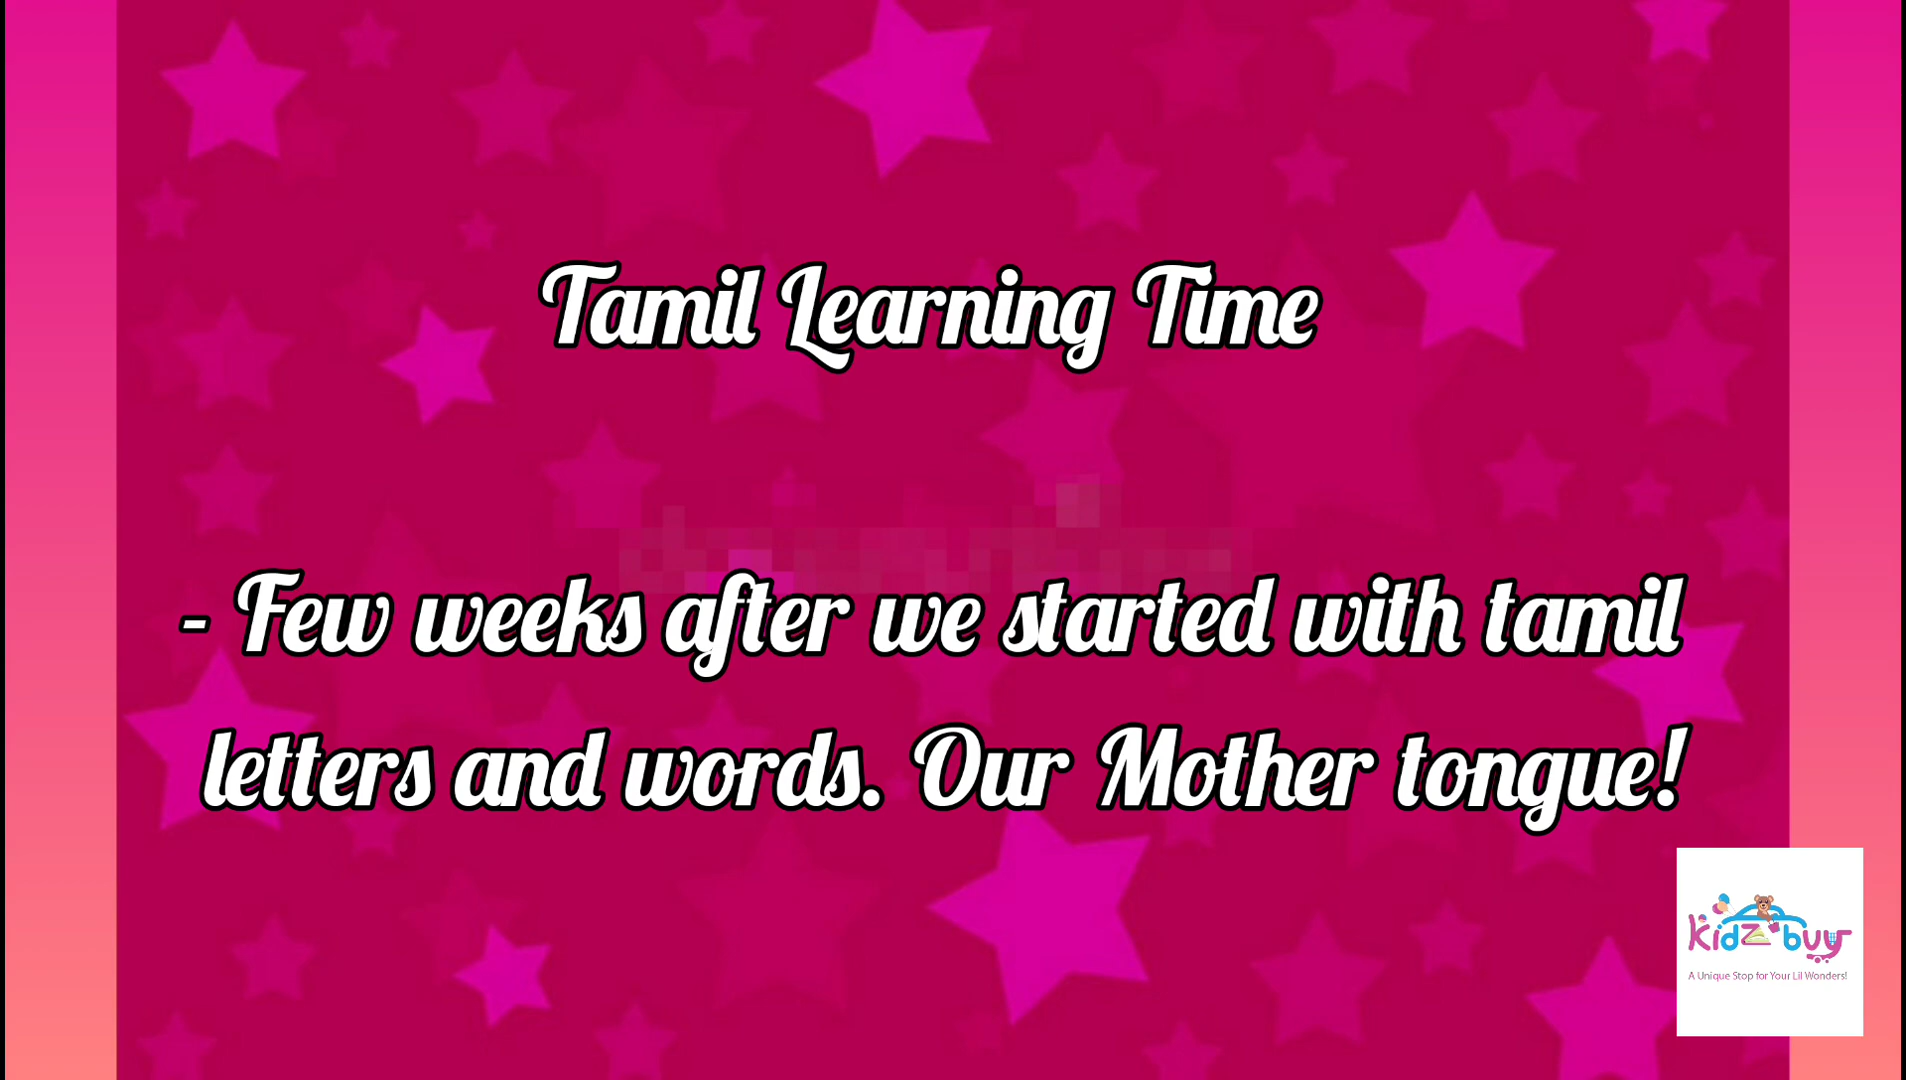 Tamil Learning Time
- Few weeks after we started with tamil
letters and words. Our Mother tongue!
kidz buy
A Unique Stop for Your Lil Wonders!